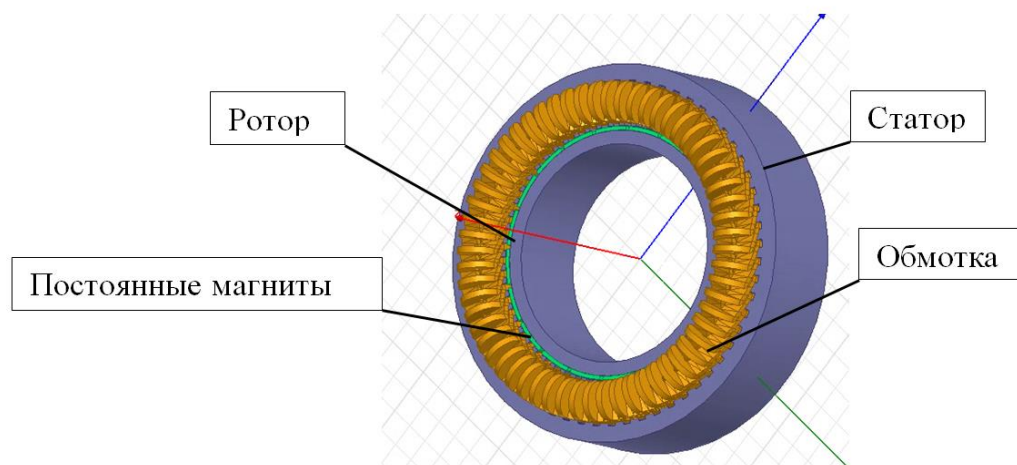 Ротор
Статор
Постоянные магниты
Обмотка